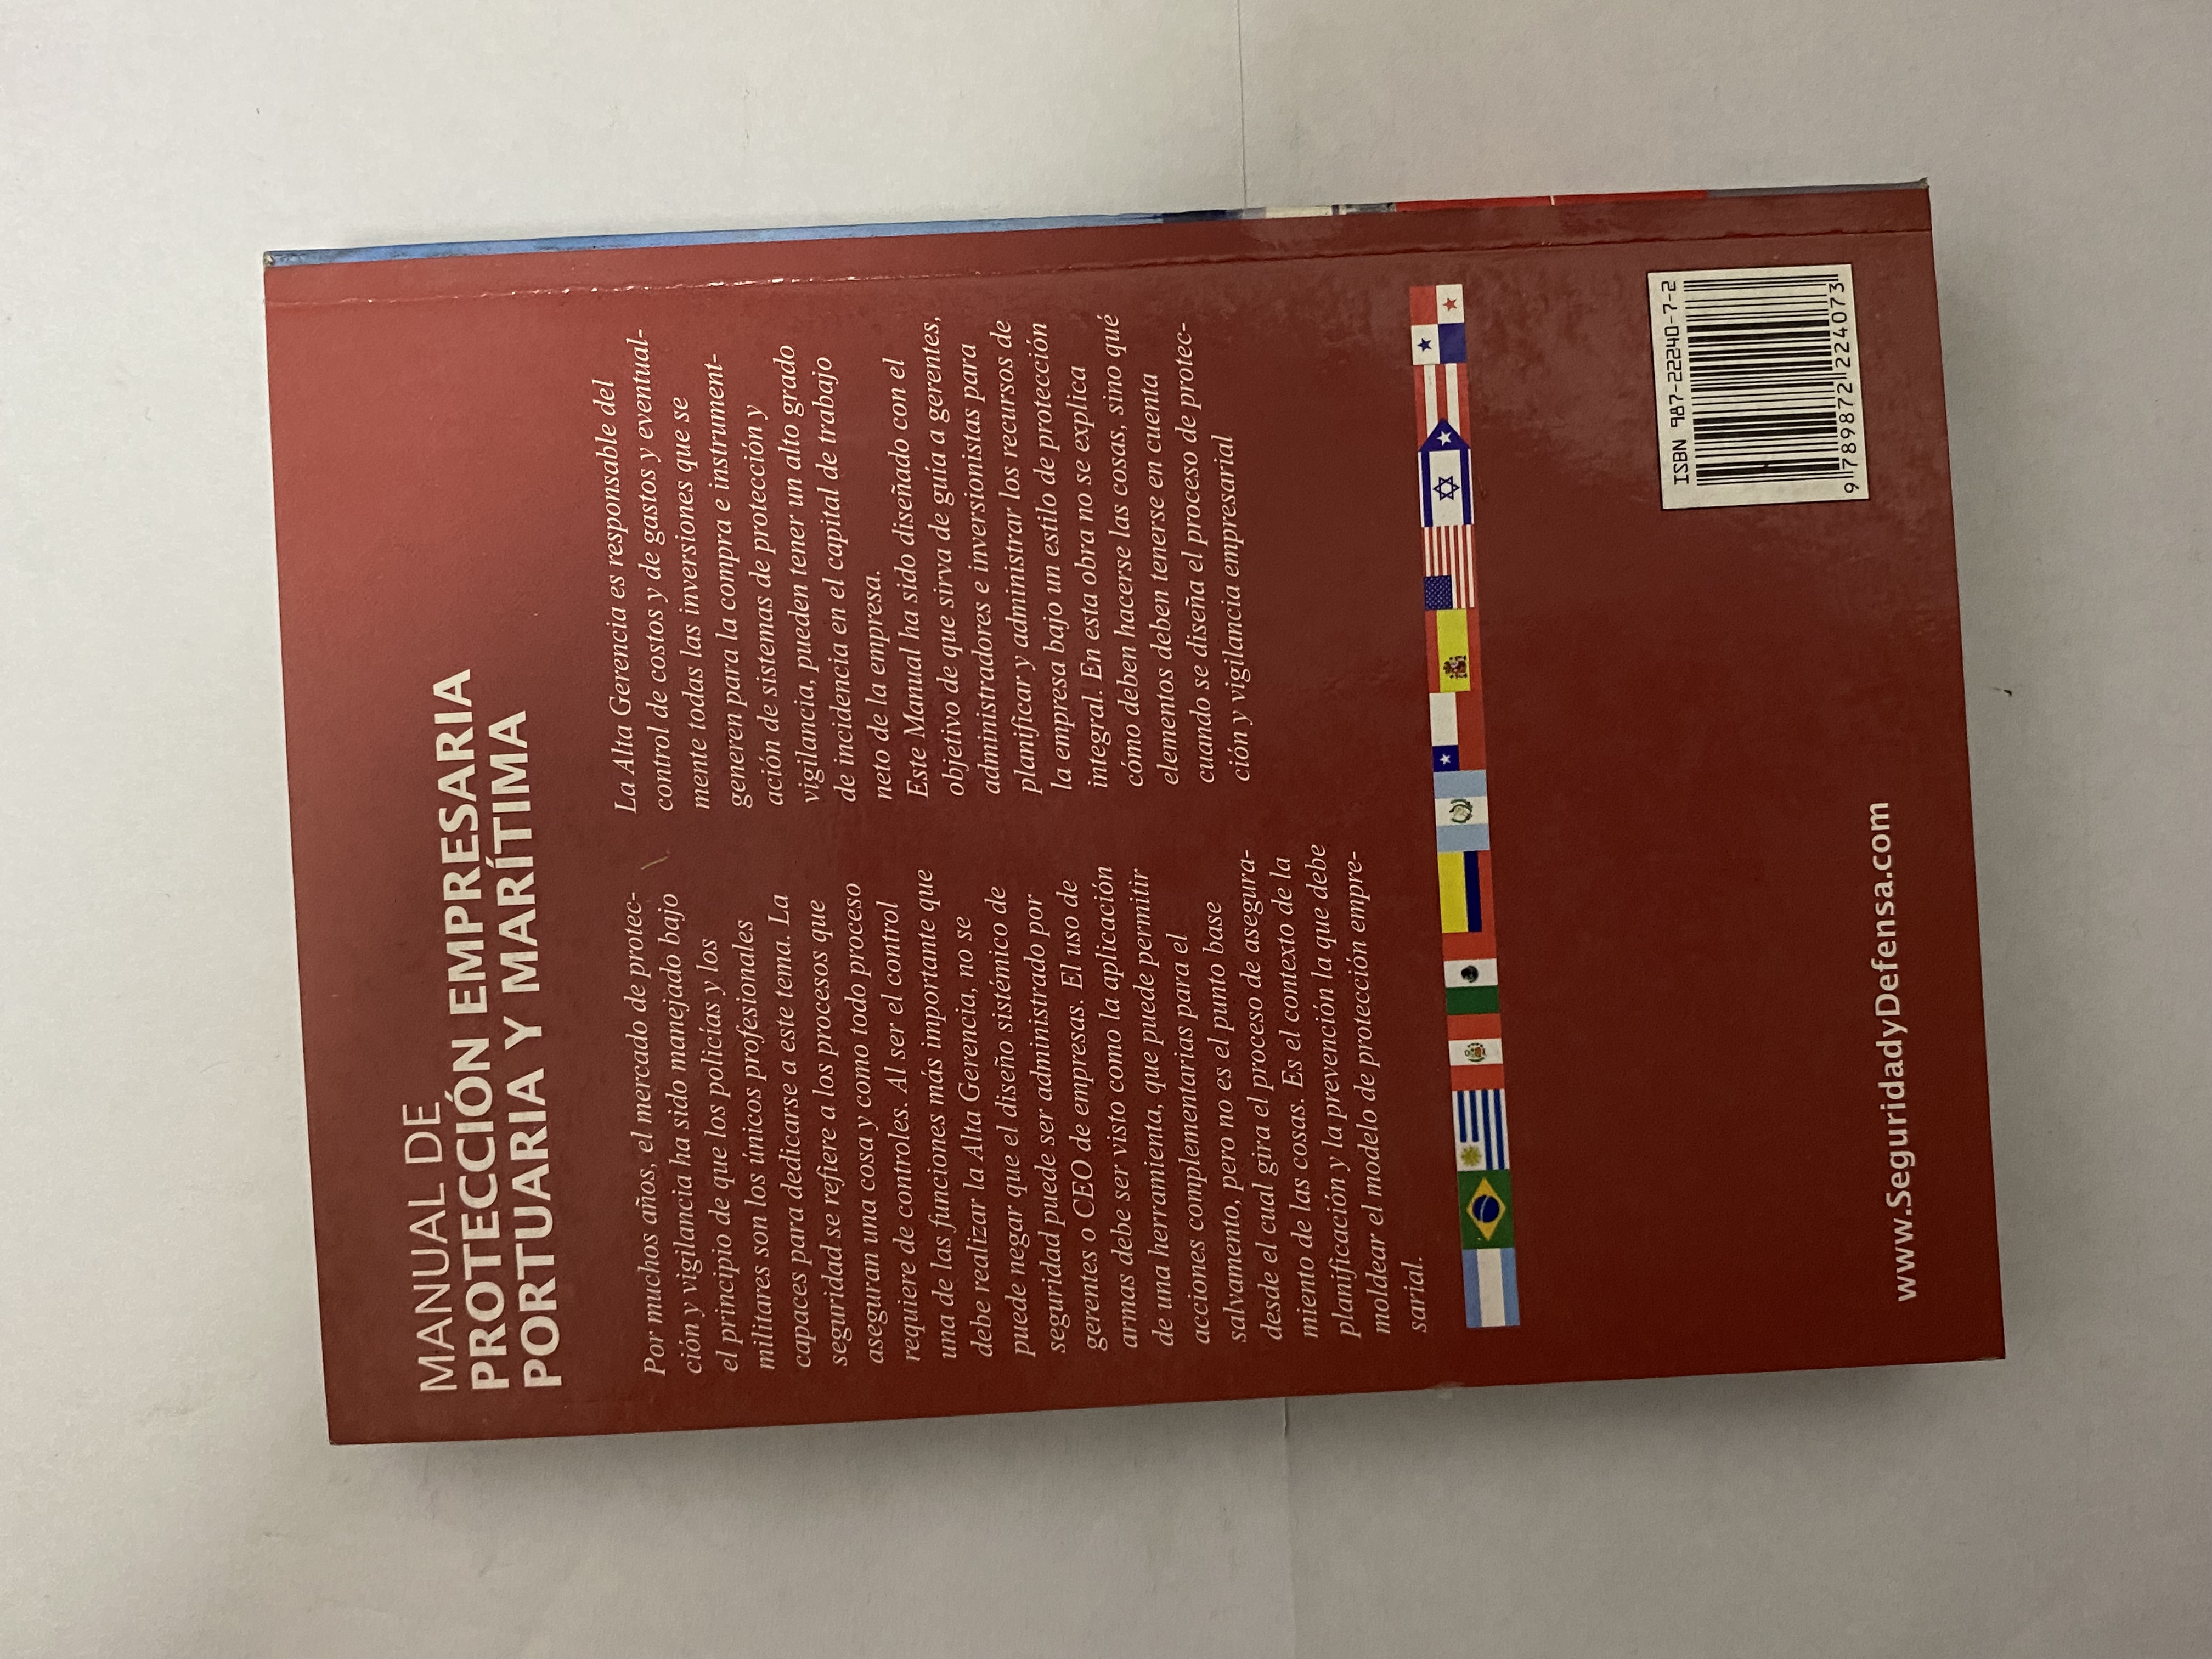 MANUAL DE
PROTECCIÓN EMPRESARIA
PORTUARIA Y MARÍTIMA
Por muchos años, el mercado de protec-
ción y vigilancia ha sido manejado bajo
el principio de que los policías y los
militares son los únicos profesionales
capaces para dedicarse a este tema. La
seguridad se refiere a los procesos que
aseguran una cosa y como todo proceso
requiere de controles. Al ser el control
una de las funciones más importante que
debe realizar la Alta Gerencia, no se
puede negar que el diseño sistémico de
seguridad puede ser administrado por
gerentes o CEO de empresas. El uso de
armas debe ser visto como la aplicación
de una herramienta, que puede permitir
acciones complementarias para el
salvamento, pero no es el punto base
desde el cual gira el proceso de asegura-
miento de las cosas. Es el contexto de la
planificación y la prevención la que debe
moldear el modelo de protección empre-
sarial.
La Alta Gerencia es responsable del
control de costos y de gastos y eventual-
mente todas las inversiones que se
generen para la compra e instrument-
ación de sistemas de protección y
vigilancia, pueden tener un alto grado
de incidencia en el capital de trabajo
neto de la empresa.
Este Manual ha sido diseñado con el
objetivo de que sirva de guía a gerentes,
administradores e inversionistas para
planificar y administrar los recursos de
la empresa bajo un estilo de protección
integral. En esta obra no se explica
cómo deben hacerse las cosas, sino qué
elementos deben tenerse en cuenta
cuando se diseña el proceso de protec-
ción y vigilancia empresarial
ISBN 987-22240-7-2
9 789872 224073
www.SeguridadyDefensa.com